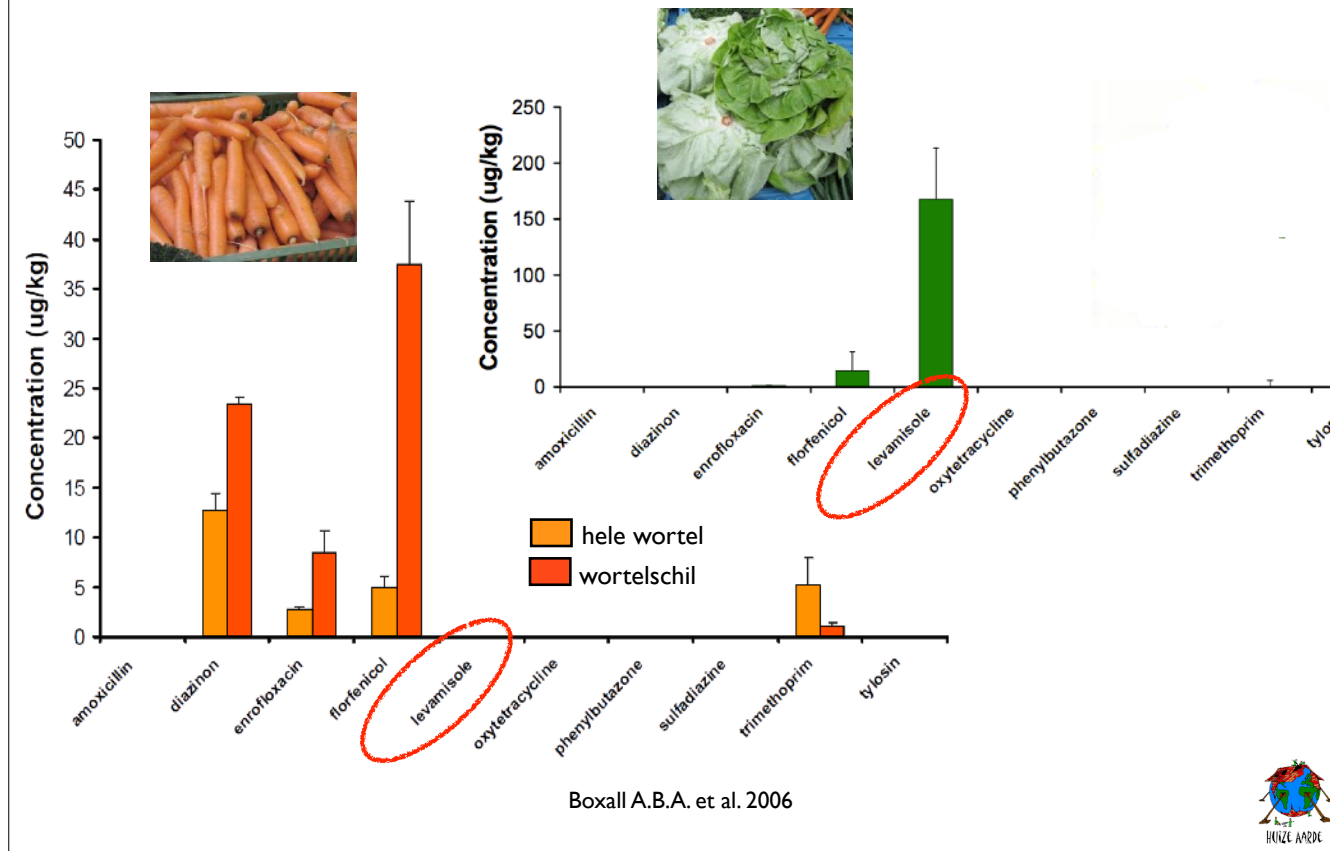 50
45
40
35
30
25
20
15
10
5
0
Concentration (ug/kg)
amoxicillin
diazinon
enrofloxacin
florfenicol
levamisole
oxytetracycline
phenylbutazone
sulfadiazine
trimethoprim
tylosin
250
200
150
100
50
0
Concentration (ug/kg)
amoxicillin
diazinon
enrofloxacin
florfenicol
levamisole
oxytetracycline
phenylbutazone
sulfadiazine
trimethoprim
tylos
hele wortel
wortelschil
Boxall A.B.A. et al. 2006
HUIZE AARDE